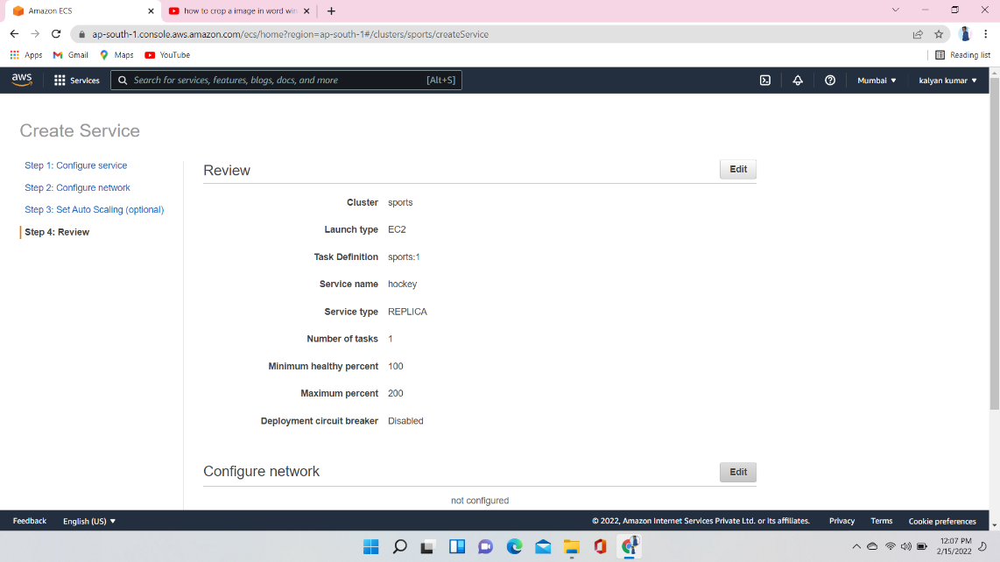 Amazon ECS
how to crop a image in word win
ap-south-1.console.aws.amazon.com/ecs/home?region=ap-south-1#/clusters/sports/createService
Apps Gmail Maps YouTube Reading list
aws Services Search for services, features, blogs, docs, and more [Alt+S] Mumbai ▼ kalyan kumar ▼
Create Service
Step 1: Configure service
Step 2: Configure network
Step 3: Set Auto Scaling (optional)
Step 4: Review
Review Edit
Cluster sports
Launch type EC2
Task Definition sports:1
Service name hockey
Service type REPLICA
Number of tasks 1
Minimum healthy percent 100
Maximum percent 200
Deployment circuit breaker Disabled
Configure network Edit
not configured
Feedback English (US) ▼ © 2022, Amazon Internet Services Private Ltd. or its affiliates. Privacy Terms Cookie preferences
12:07 PM
2/15/2022